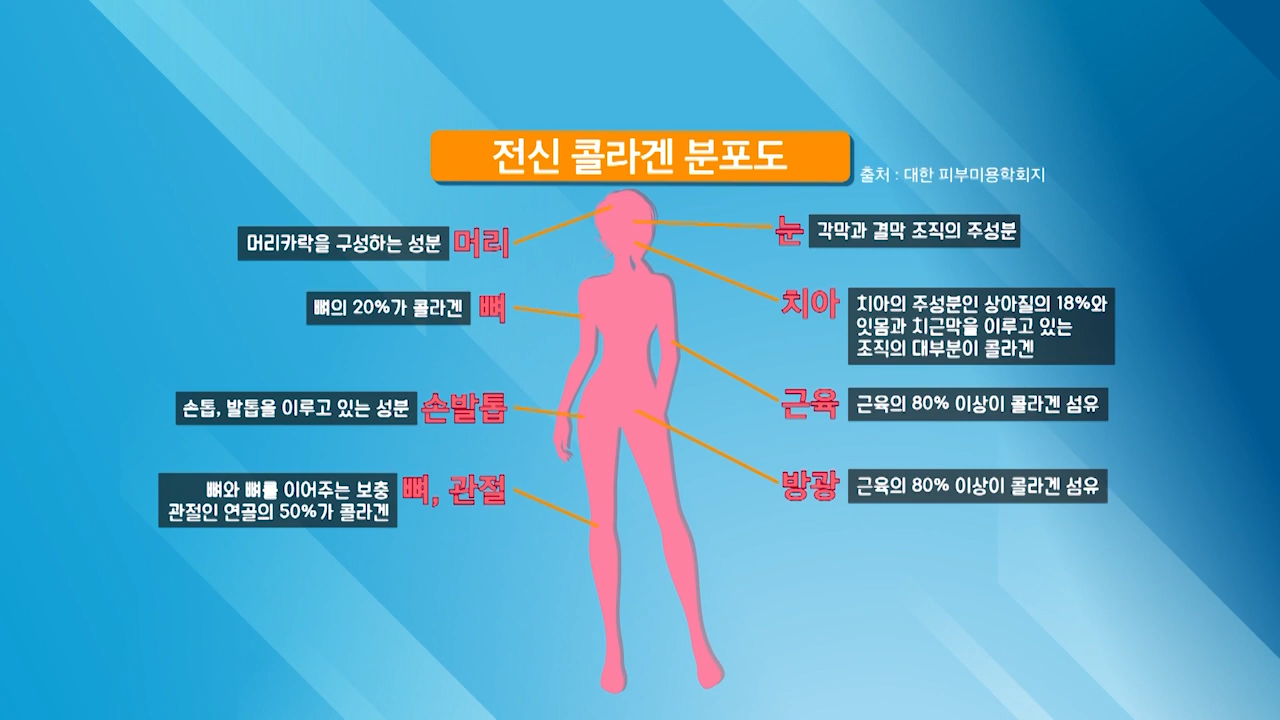 전신 콜라겐 분포도
출처 : 대한 피부미용학회지
머리카락을 구성하는 성분 머리
뼈의 20%가 콜라겐 뼈
손톱, 발톱을 이루고 있는 성분 손발톱
뼈와 뼈를 이어주는 보충
관절인 연골의 50%가 콜라겐
뼈, 관절
눈 각막과 결막 조직의 주성분
치아
치아의 주성분인 상아질의 18%와
잇몸과 치근막을 이루고 있는
조직의 대부분이 콜라겐
근육 근육의 80% 이상이 콜라겐 섬유
방광 근육의 80% 이상이 콜라겐 섬유